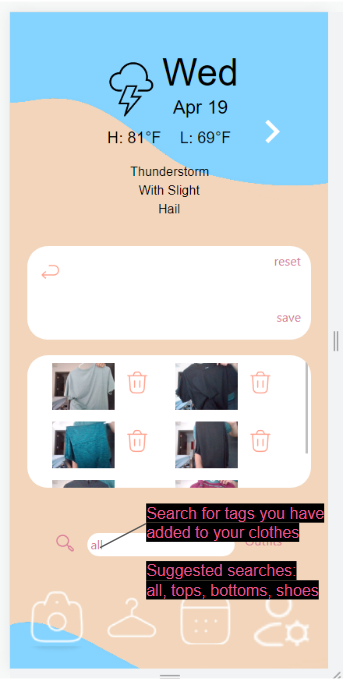 Wed
Apr 19
H: 81°F L: 69°F
Thunderstorm
With Slight
Hail
reset
save
Search for tags you have
added to your clothes
all
Outfits
Suggested searches:
all, tops, bottoms, shoes